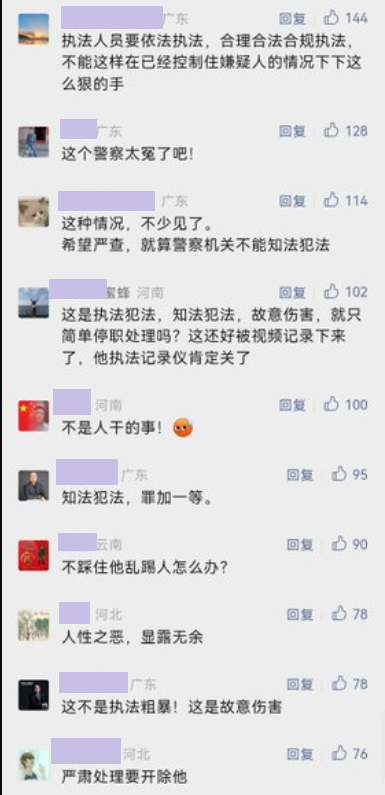 广东 回复 144
执法人员要依法执法，合理合法合规执法，
不能这样在已经控制住嫌疑人的情况下下这
么狠的手
广东 回复 128
这个警察太冤了吧！
广东 回复 114
这种情况，不少见了。
希望严查，就算警察机关不能知法犯法
蜜蜂 河南 回复 102
这是执法犯法，知法犯法，故意伤害，就只
简单停职处理吗？这还好被视频记录下来
了，他执法记录仪肯定关了
河南 回复 100
不是人干的事！
广东 回复 95
知法犯法，罪加一等。
云南 回复 90
不踩住他乱踢人怎么办？
河北 回复 78
人性之恶，显露无余
广东 回复 78
这不是执法粗暴！这是故意伤害
河北 回复 76
严肃处理要开除他